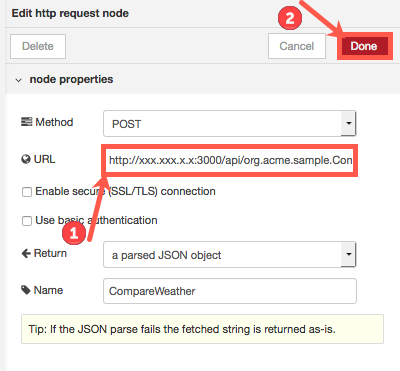 Edit http request node
2
Delete
Cancel
Done
node properties
Method
POST
URL
http://xxx.xxx.x.x:3000/api/org.acme.sample.Con
Enable secure (SSL/TLS) connection
Use basic authentication
1
Return
a parsed JSON object
Name
CompareWeather
Tip: If the JSON parse fails the fetched string is returned as-is.